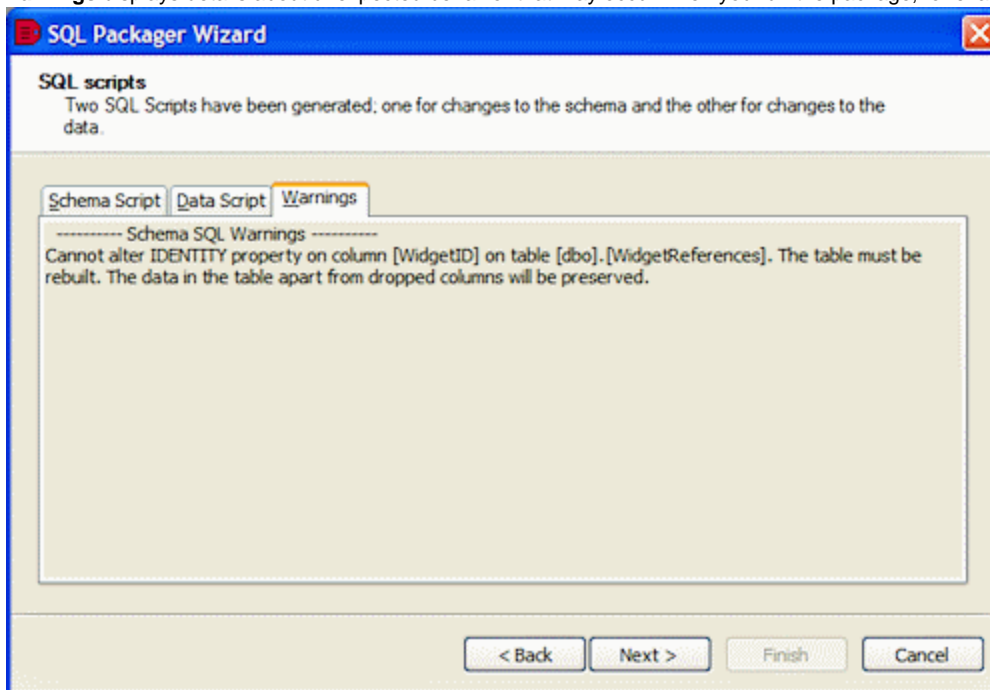 SQL Packager Wizard
SQL scripts
Two SQL Scripts have been generated; one for changes to the schema and the other for changes to the
data.
Schema Script Data Script Warnings
---------- Schema SQL Warnings ----------
Cannot alter IDENTITY property on column [WidgetID] on table [dbo].[WidgetReferences]. The table must be
rebuilt. The data in the table apart from dropped columns will be preserved.
< Back Next > Finish Cancel